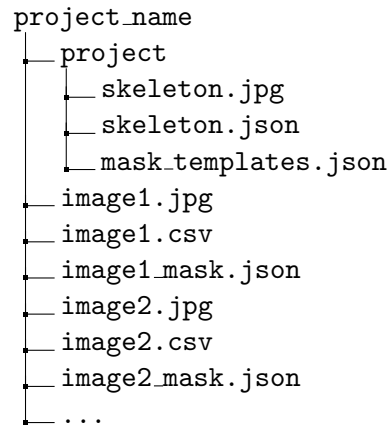 project_name
project
skeleton.jpg
skeleton.json
mask_templates.json
image1.jpg
image1.csv
image1_mask.json
image2.jpg
image2.csv
image2_mask.json
...